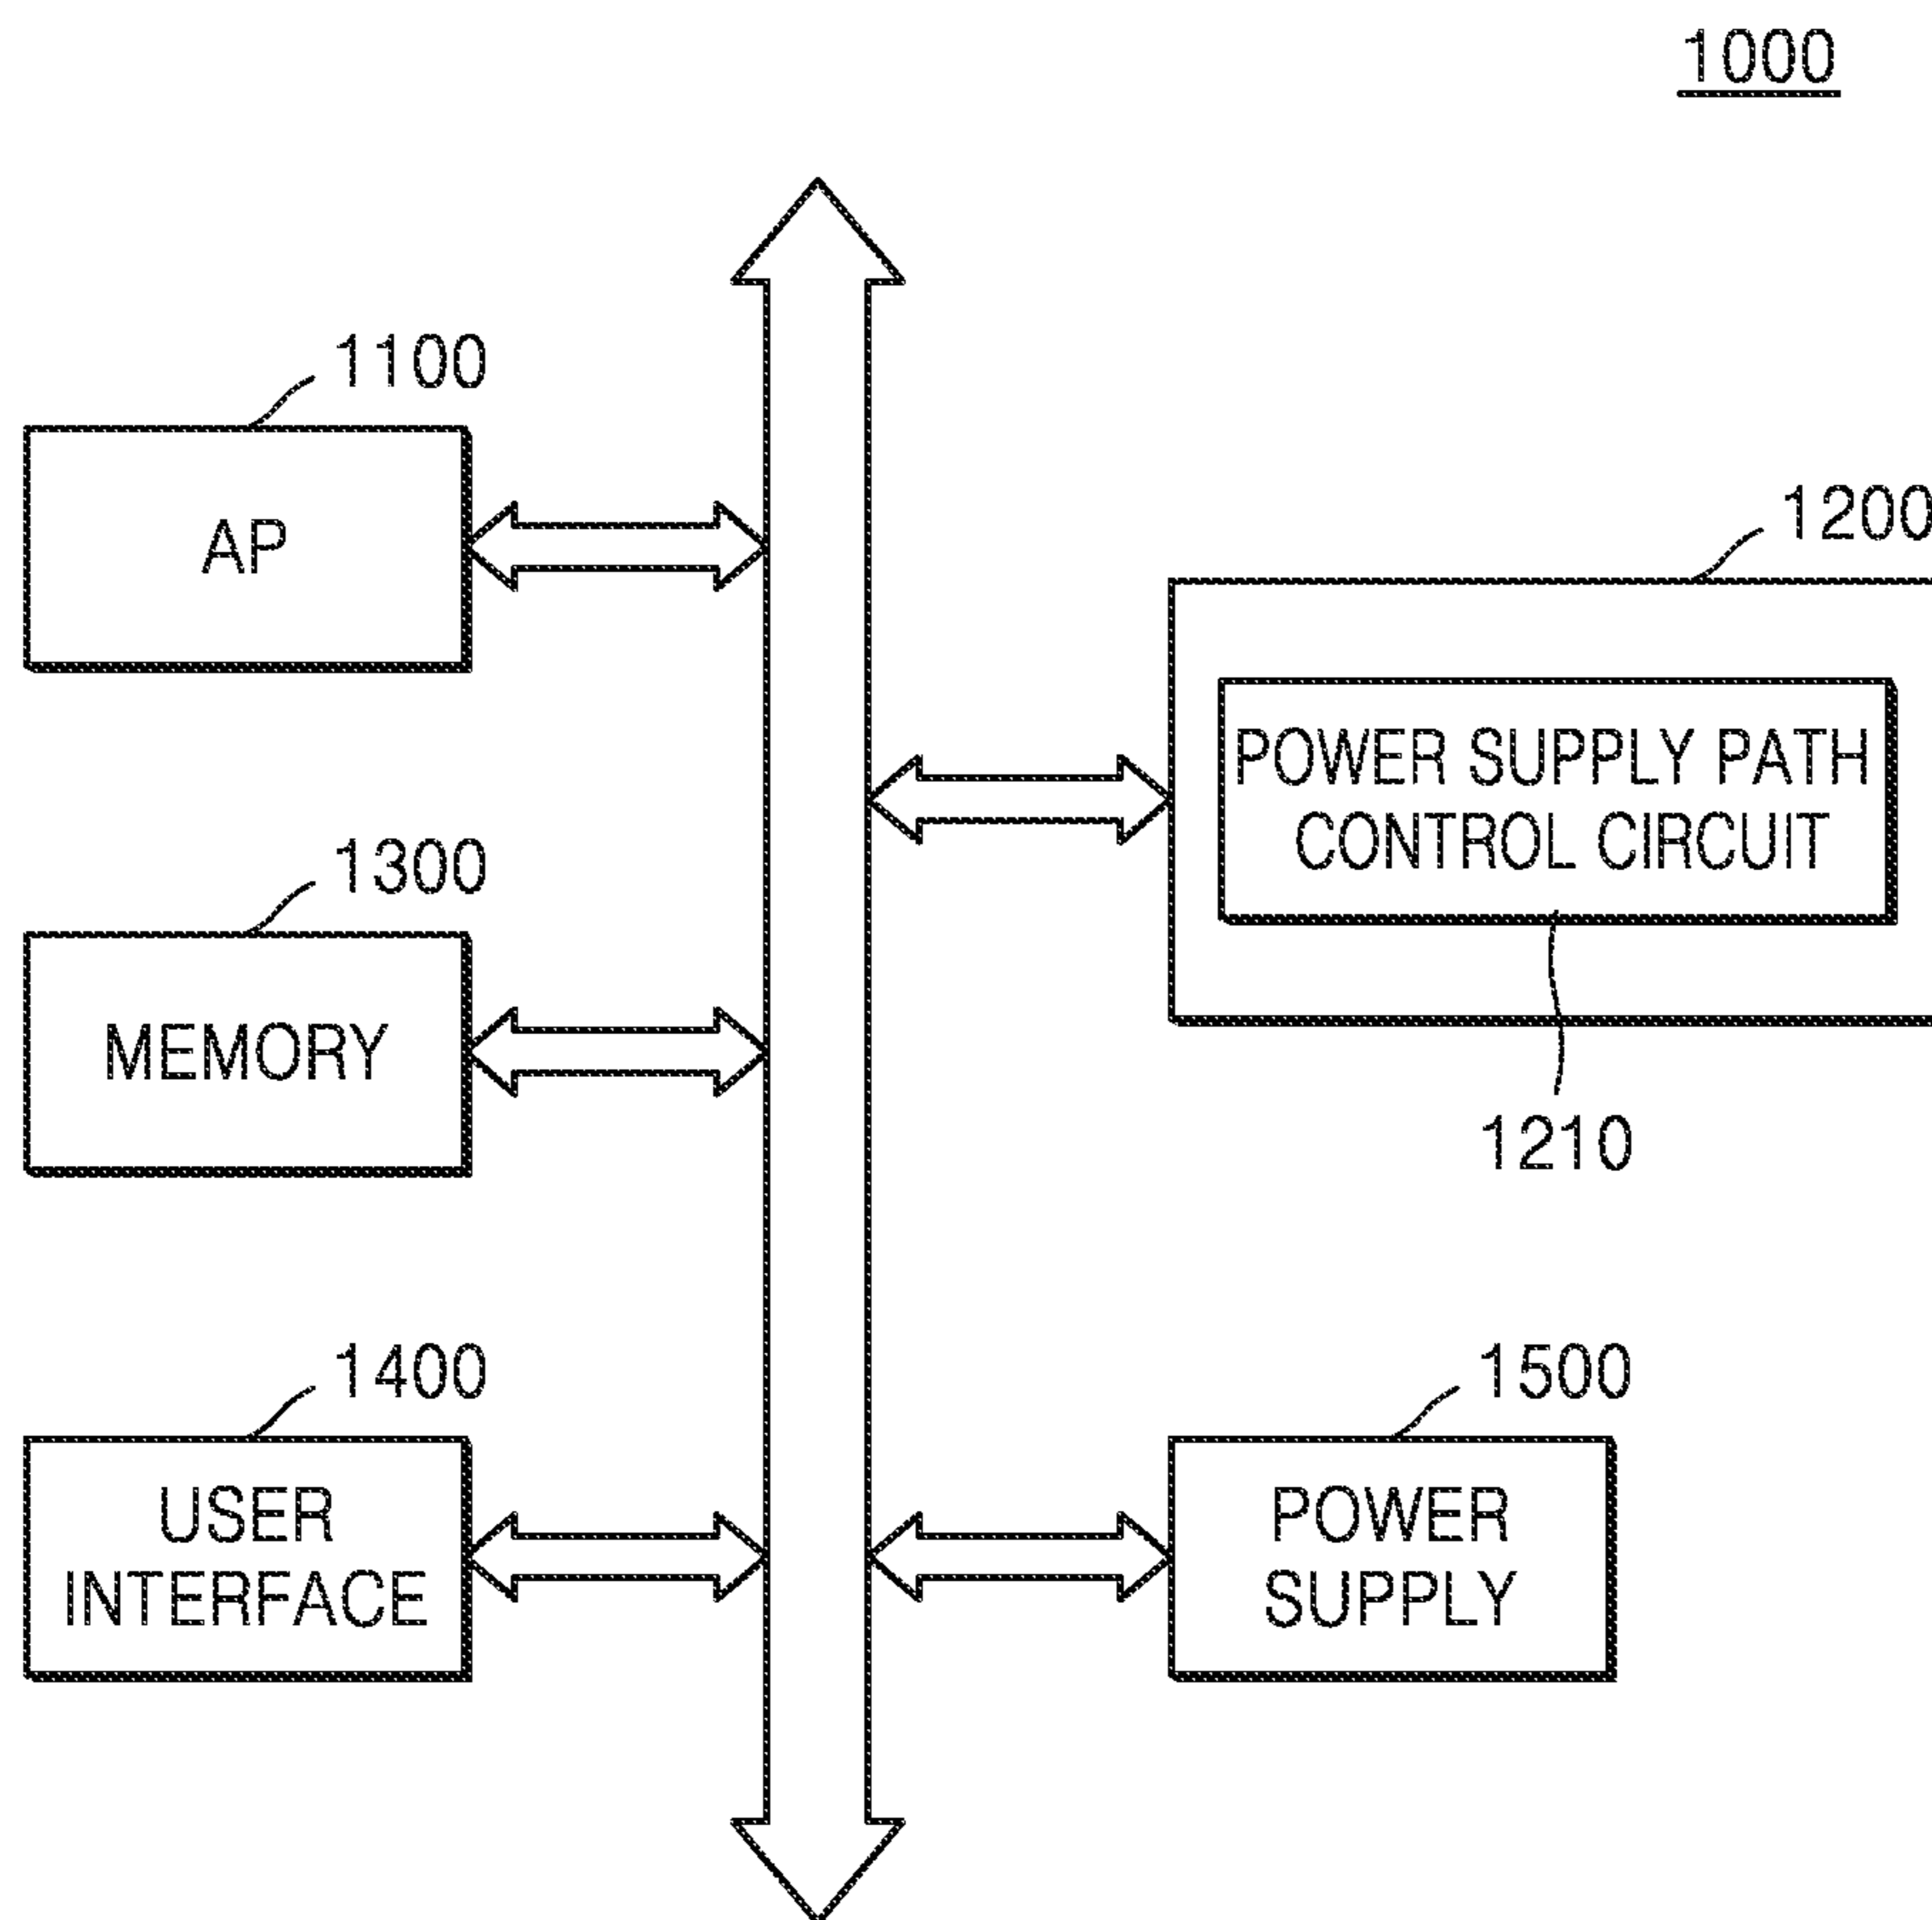 1000
1100
AP
1200
POWER SUPPLY PATH
CONTROL CIRCUIT
1210
1300
MEMORY
1400
USER
INTERFACE
1500
POWER
SUPPLY